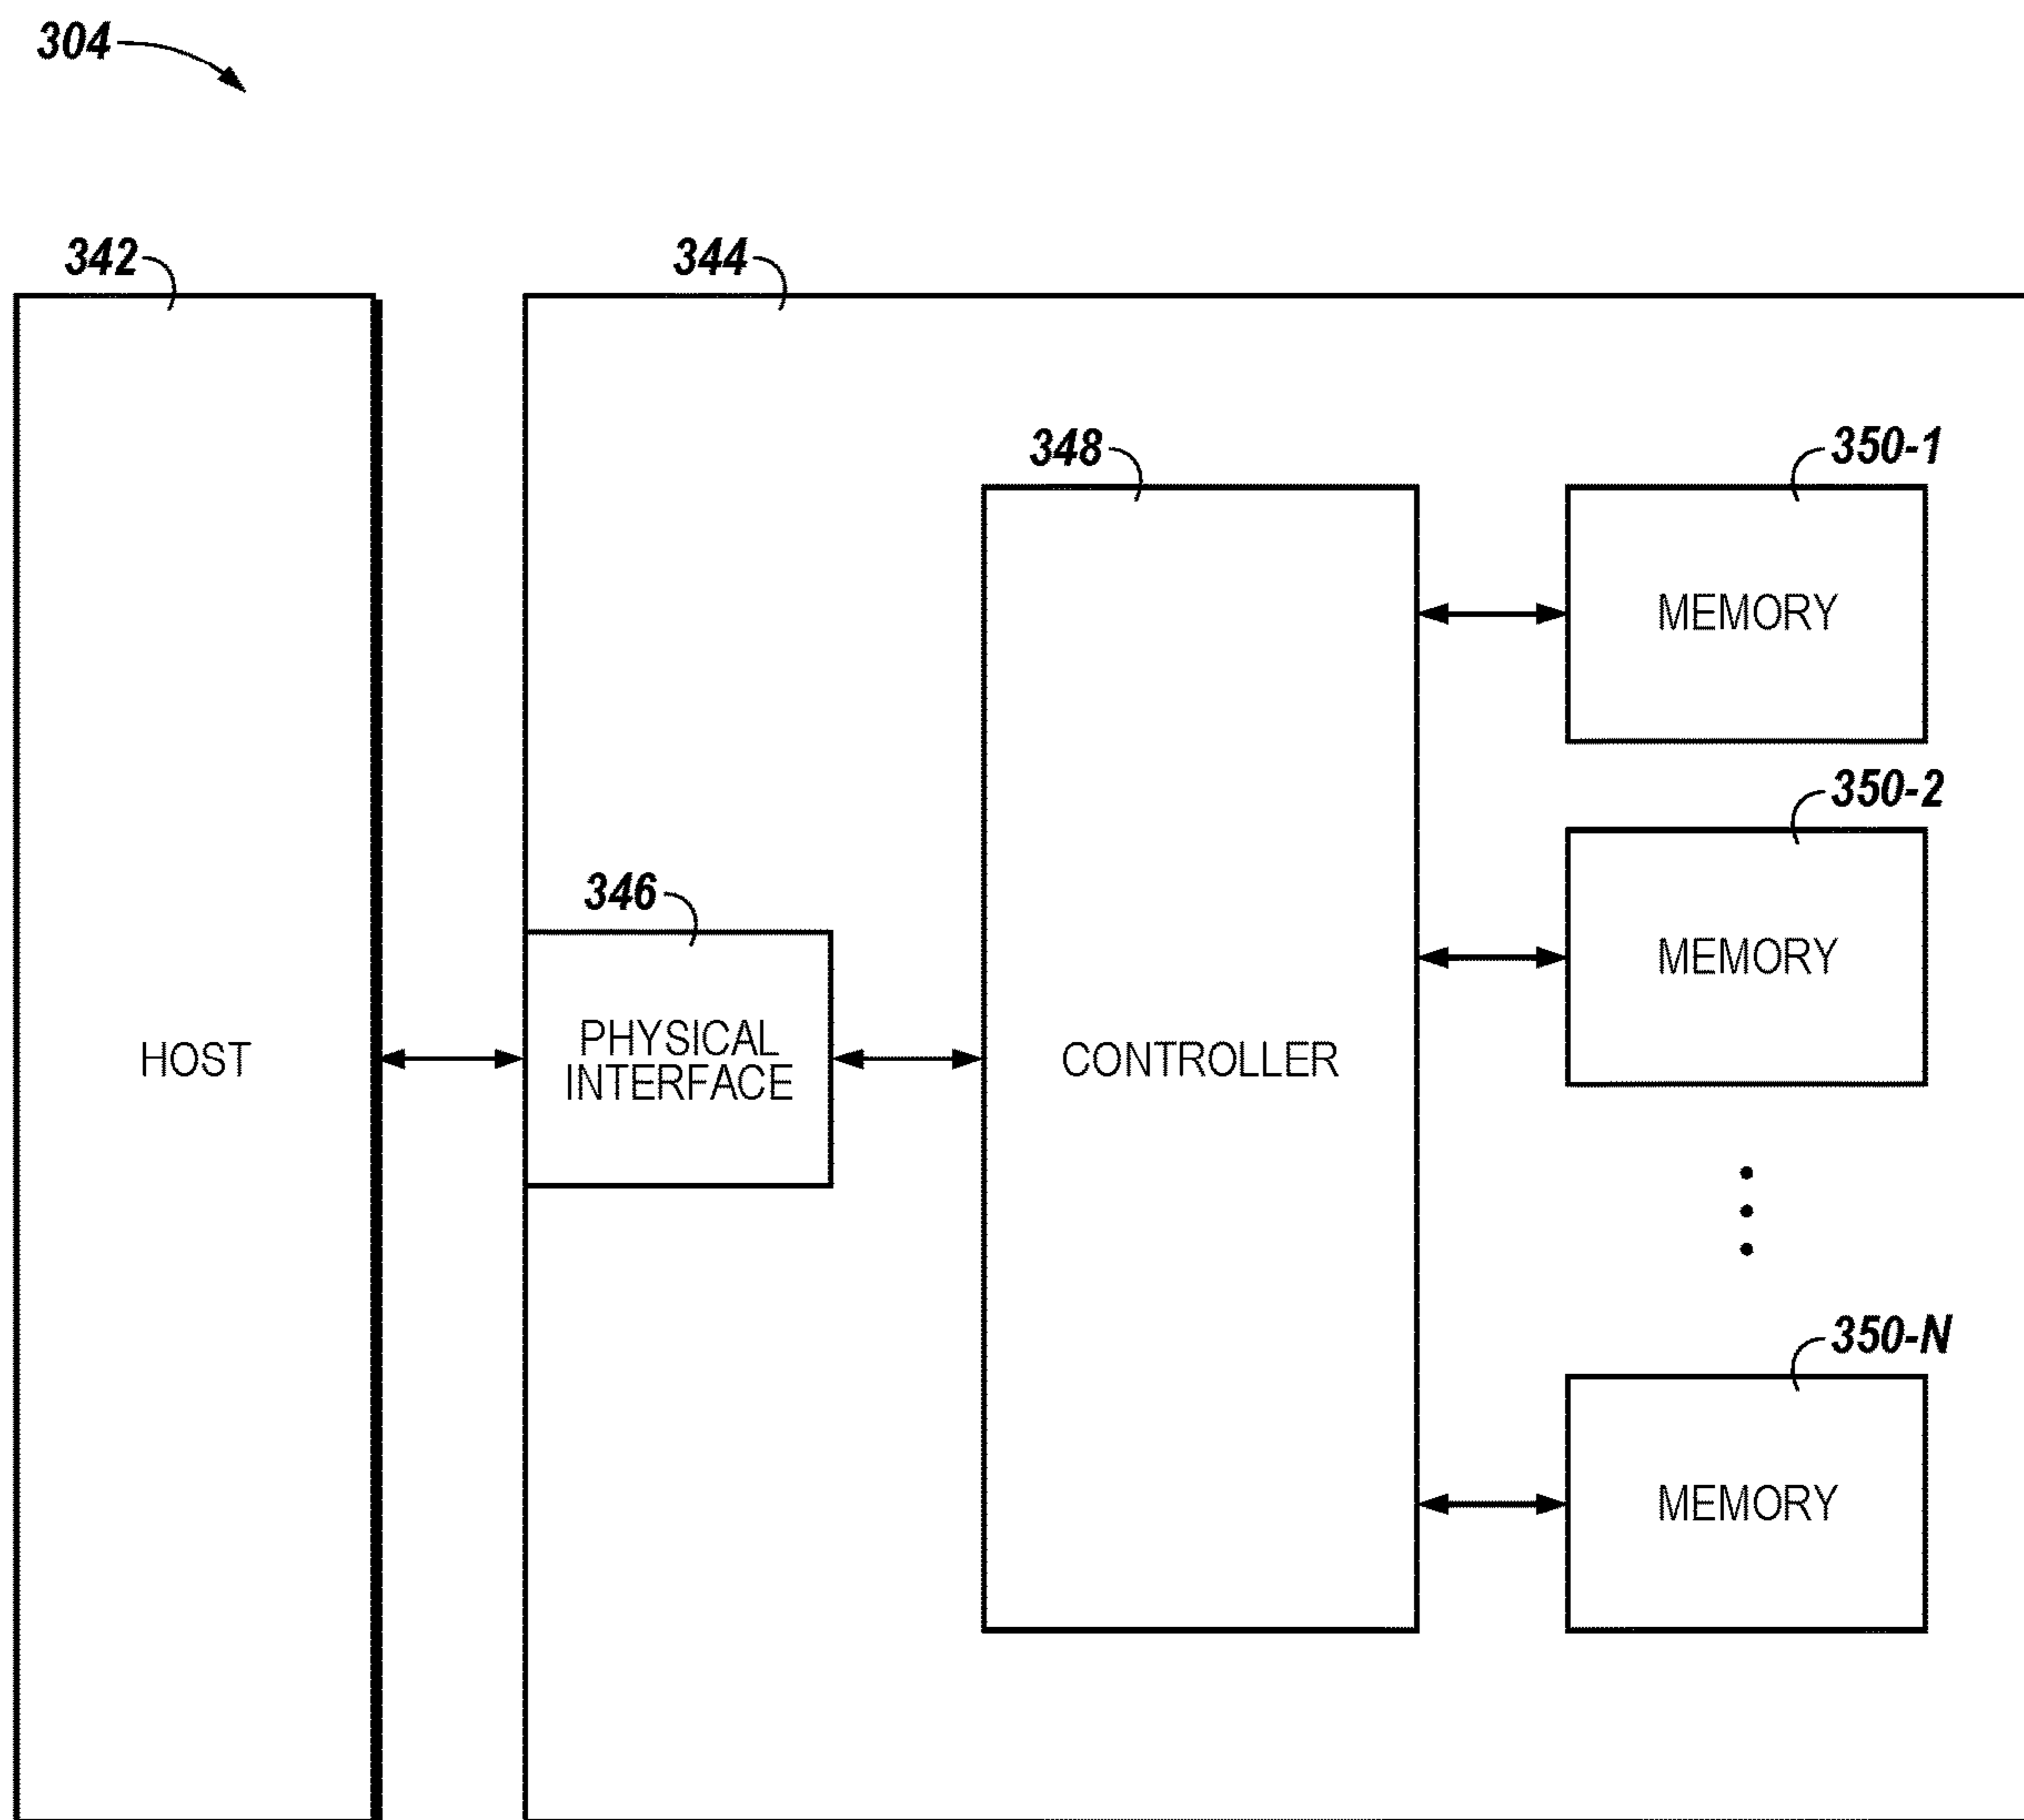 304
342
344
348
350-1
MEMORY
350-2
346
MEMORY
HOST
PHYSICAL
INTERFACE
CONTROLLER
350-N
MEMORY